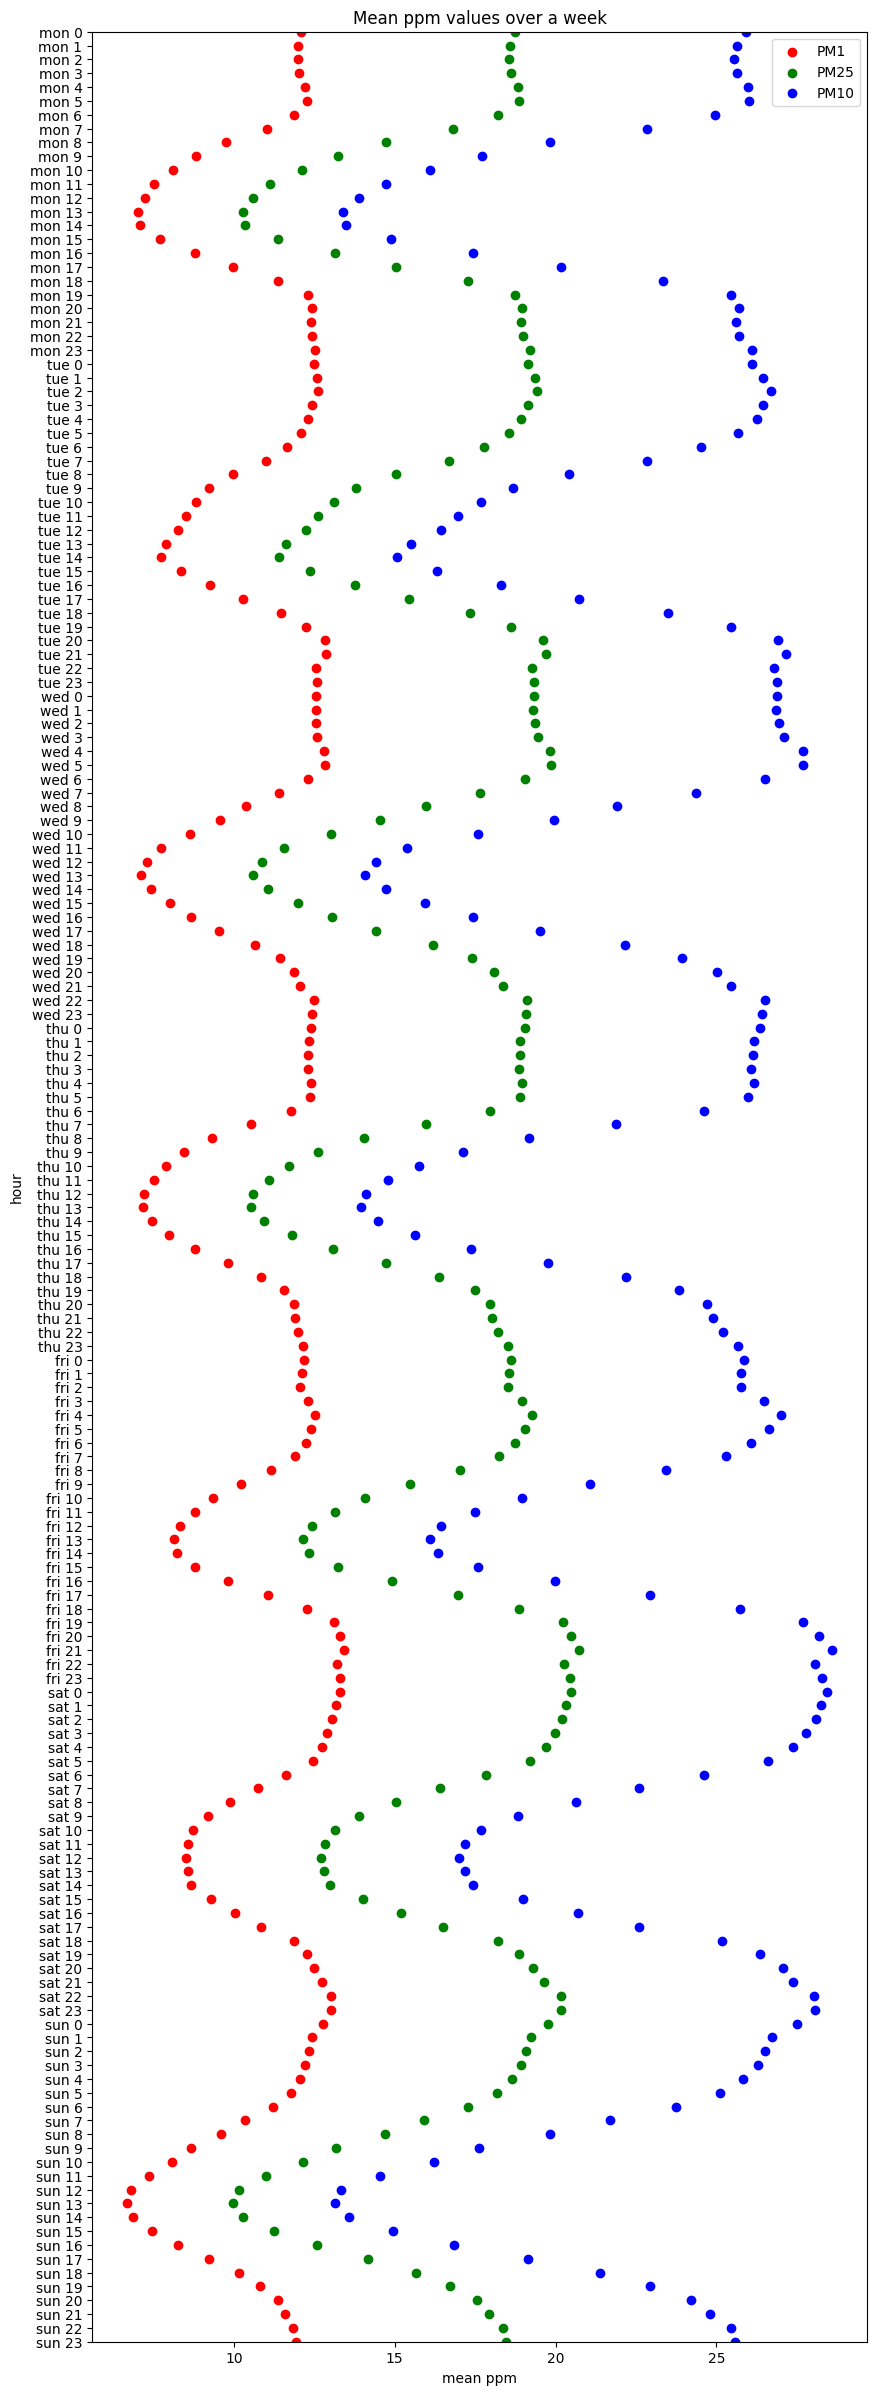 Mean ppm values over a week
PM1
PM25
PM10
mon 0
mon 1
mon 2
mon 3
mon 4
mon 5
mon 6
mon 7
mon 8
mon 9
mon 10
mon 11
mon 12
mon 13
mon 14
mon 15
mon 16
mon 17
mon 18
mon 19
mon 20
mon 21
mon 22
mon 23
tue 0
tue 1
tue 2
tue 3
tue 4
tue 5
tue 6
tue 7
tue 8
tue 9
tue 10
tue 11
tue 12
tue 13
tue 14
tue 15
tue 16
tue 17
tue 18
tue 19
tue 20
tue 21
tue 22
tue 23
wed 0
wed 1
wed 2
wed 3
wed 4
wed 5
wed 6
wed 7
wed 8
wed 9
wed 10
wed 11
wed 12
wed 13
wed 14
wed 15
wed 16
wed 17
wed 18
wed 19
wed 20
wed 21
wed 22
wed 23
thu 0
thu 1
thu 2
thu 3
thu 4
thu 5
thu 6
thu 7
thu 8
thu 9
thu 10
thu 11
thu 12
thu 13
thu 14
thu 15
thu 16
thu 17
thu 18
thu 19
thu 20
thu 21
thu 22
thu 23
fri 0
fri 1
fri 2
fri 3
fri 4
fri 5
fri 6
fri 7
fri 8
fri 9
fri 10
fri 11
fri 12
fri 13
fri 14
fri 15
fri 16
fri 17
fri 18
fri 19
fri 20
fri 21
fri 22
fri 23
sat 0
sat 1
sat 2
sat 3
sat 4
sat 5
sat 6
sat 7
sat 8
sat 9
sat 10
sat 11
sat 12
sat 13
sat 14
sat 15
sat 16
sat 17
sat 18
sat 19
sat 20
sat 21
sat 22
sat 23
sun 0
sun 1
sun 2
sun 3
sun 4
sun 5
sun 6
sun 7
sun 8
sun 9
sun 10
sun 11
sun 12
sun 13
sun 14
sun 15
sun 16
sun 17
sun 18
sun 19
sun 20
sun 21
sun 22
sun 23
hour
10 15 20 25
mean ppm